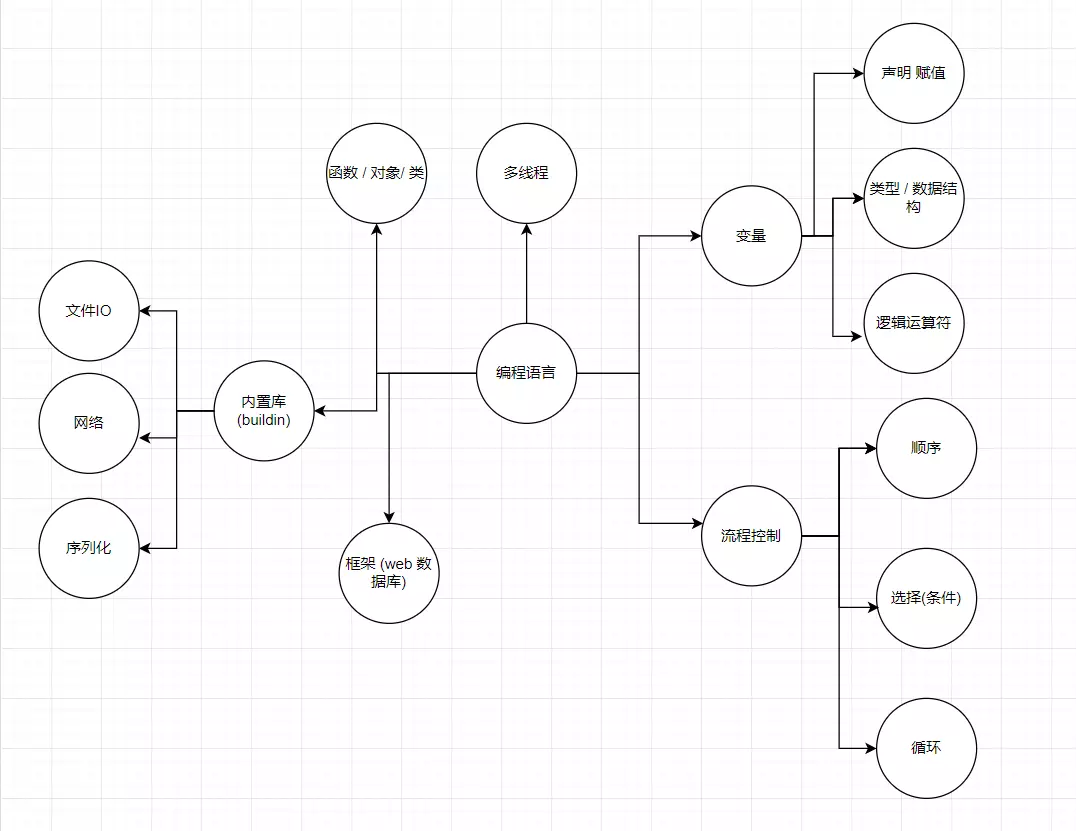 声明 赋值
函数 / 对象/ 类
多线程
类型 / 数据结
构
变量
文件IO
逻辑运算符
编程语言
内置库
(buildin)
网络
顺序
流程控制
序列化
框架 (web 数
据库)
选择(条件)
循环